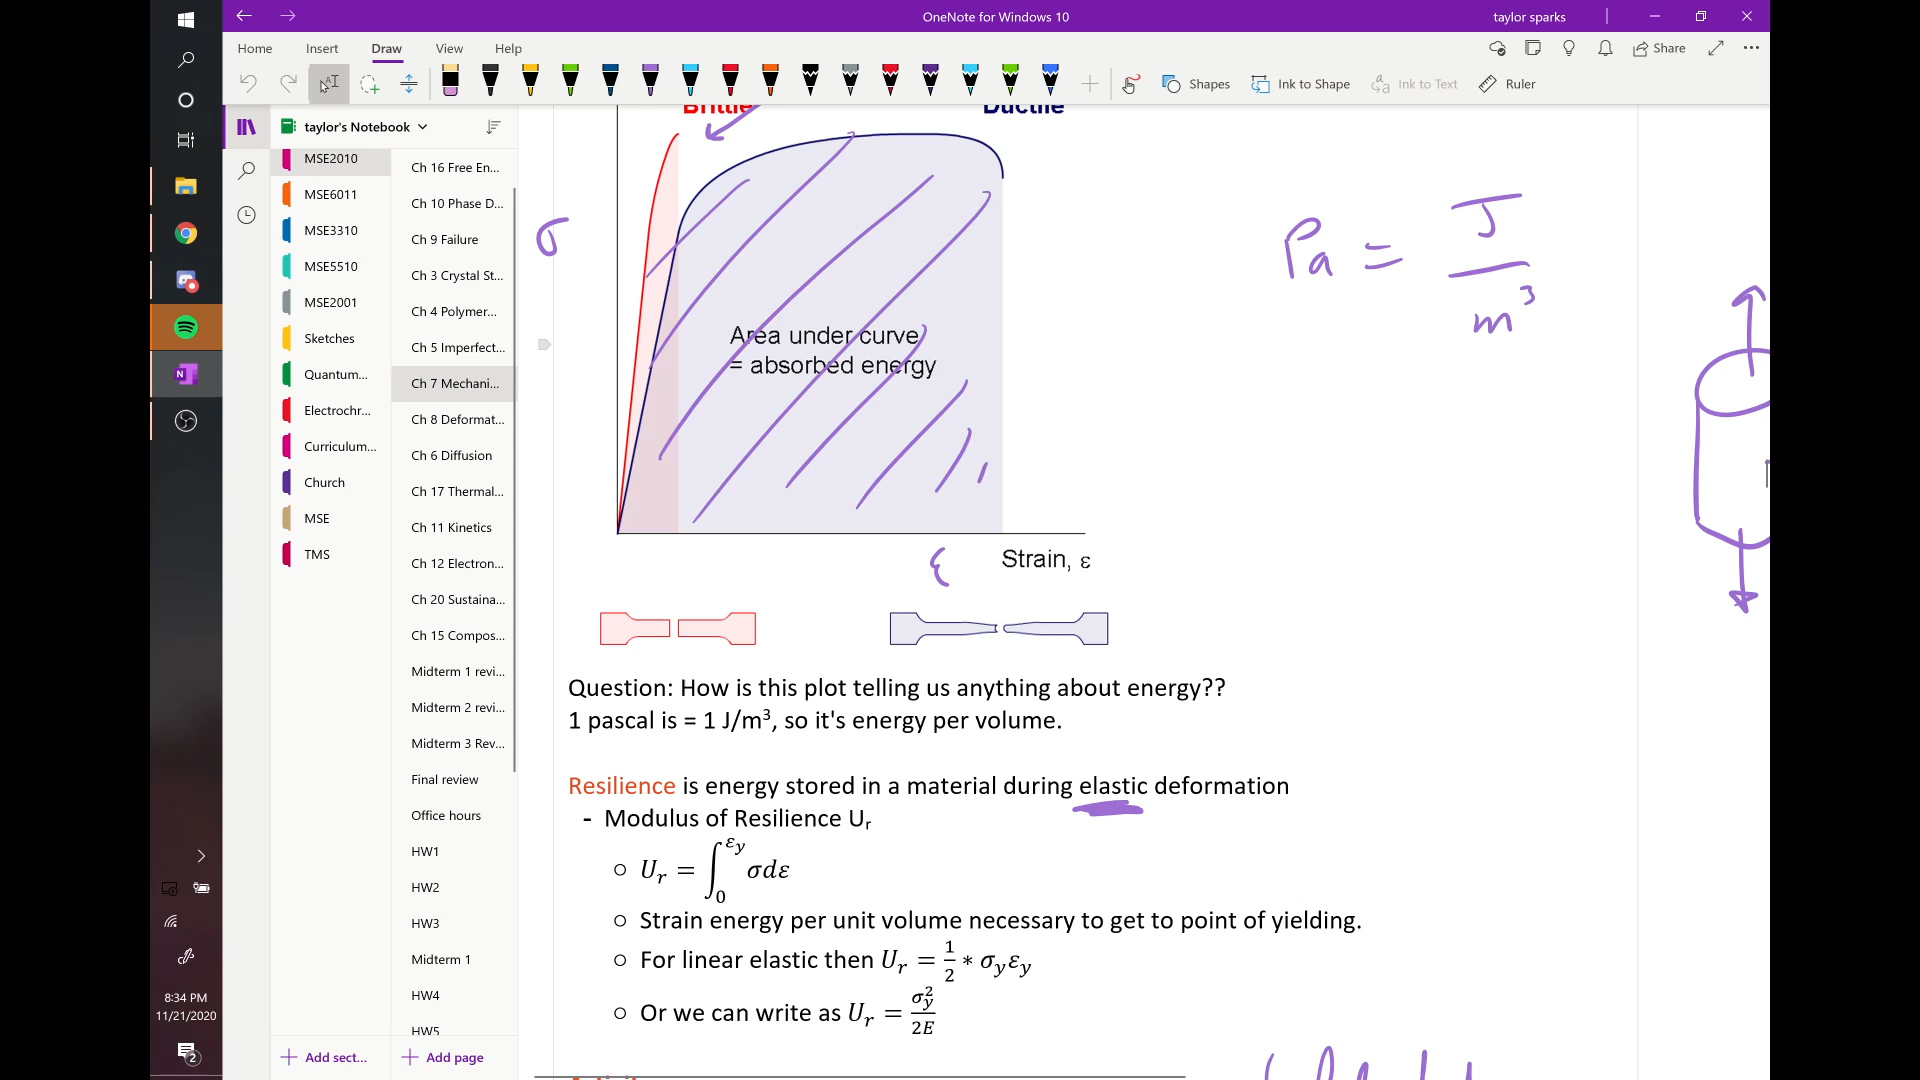 OneNote for Windows 10
taylor sparks
Home
Insert
Draw
View
Help
Share
Shapes
Ink to Shape
Ink to Text
Ruler
taylor's Notebook
MSE2010
MSE6011
MSE3310
MSE5510
MSE2001
Sketches
Quantum...
Electrochr...
Curriculum...
Church
MSE
TMS
Add sect...
Ch 16 Free En...
Ch 10 Phase D...
Ch 9 Failure
Ch 3 Crystal St...
Ch 4 Polymer...
Ch 5 Imperfect...
Ch 7 Mechani...
Ch 8 Deformat...
Ch 6 Diffusion
Ch 17 Thermal...
Ch 11 Kinetics
Ch 12 Electron...
Ch 20 Sustaina...
Ch 15 Compos...
Midterm 1 revi...
Midterm 2 revi...
Midterm 3 Rev...
Final review
Office hours
HW1
HW2
HW3
Midterm 1
HW4
HW5
Add page
Brittle
Ductile
σ
Area under curve
= absorbed energy
ε
Strain, ε
Pa = J/m³
Question: How is this plot telling us anything about energy??
1 pascal is = 1 J/m³, so it's energy per volume.
Resilience is energy stored in a material during elastic deformation
- Modulus of Resilience Uᵣ
○ Uᵣ = ∫₀^εy σdε
○ Strain energy per unit volume necessary to get to point of yielding.
○ For linear elastic then Uᵣ = 1/2 * σyεy
○ Or we can write as Uᵣ = σy²/2E
8:34 PM
11/21/2020
2